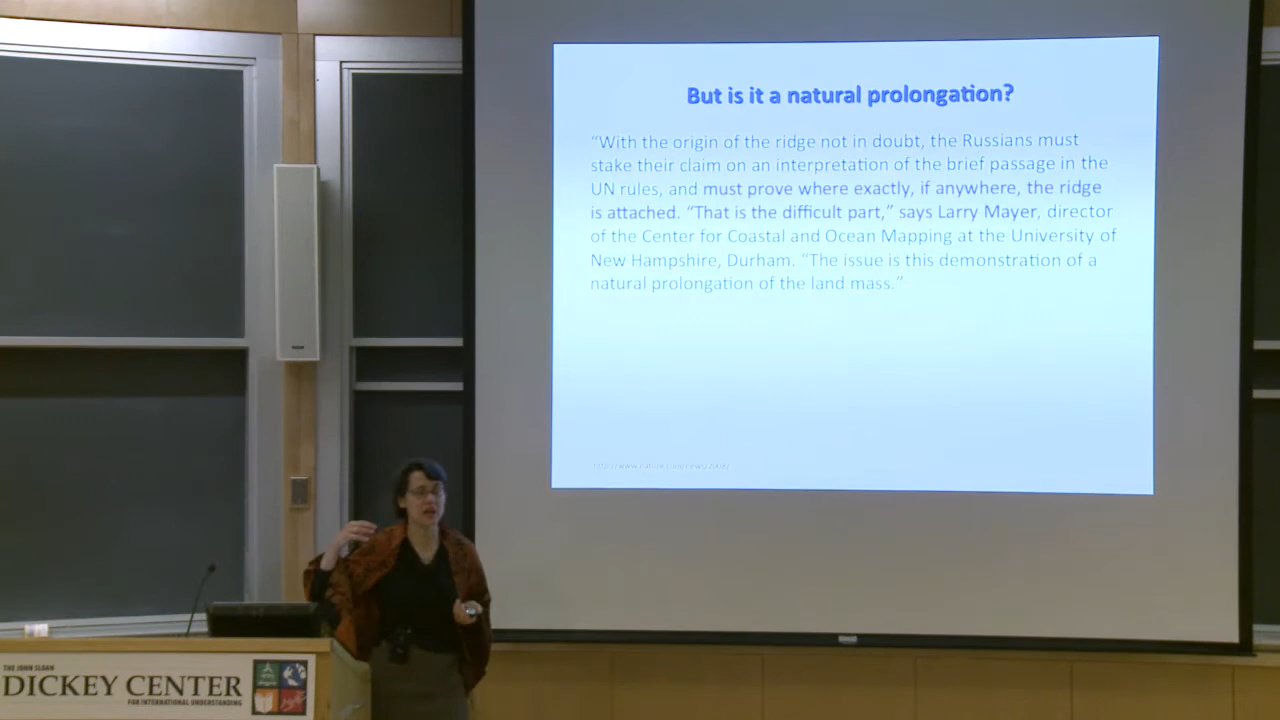 But is it a natural prolongation?
“With the origin of the ridge not in doubt, the Russians must
stake their claim on an interpretation of the brief passage in the
UN rules, and must prove where exactly, if anywhere, the ridge
is attached. “That is the difficult part,” says Larry Mayer, director
of the Center for Coastal and Ocean Mapping at the University of
New Hampshire, Durham. “The issue is this demonstration of a
natural prolongation of the land mass.”
THE JOHN SLOAN
DICKEY CENTER
FOR INTERNATIONAL UNDERSTANDING